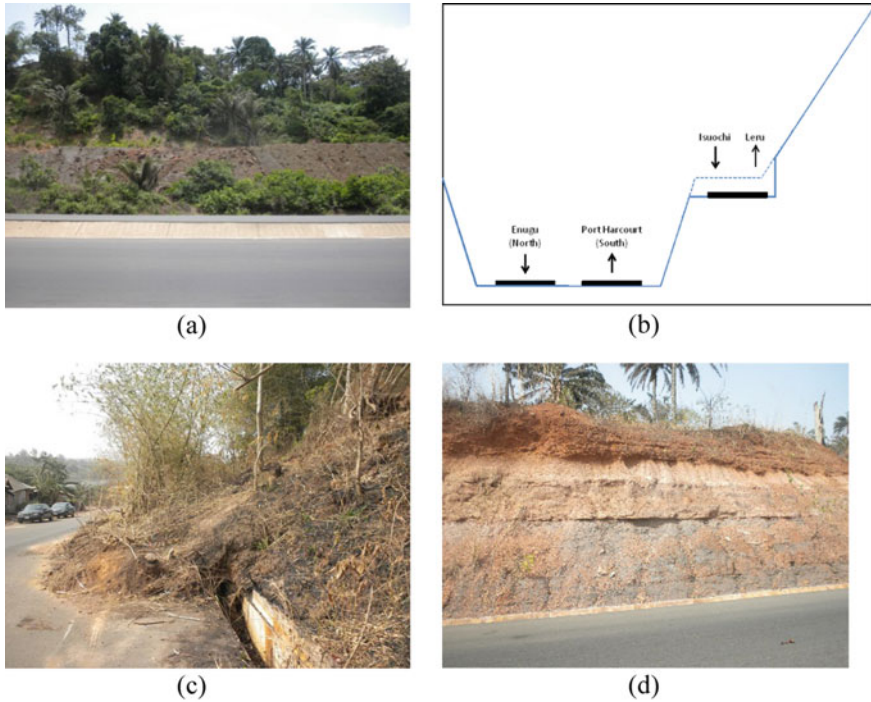 Isuochi Leru
Enugu
(North)
Port Harcourt
(South)
(a)
(b)
(c)
(d)